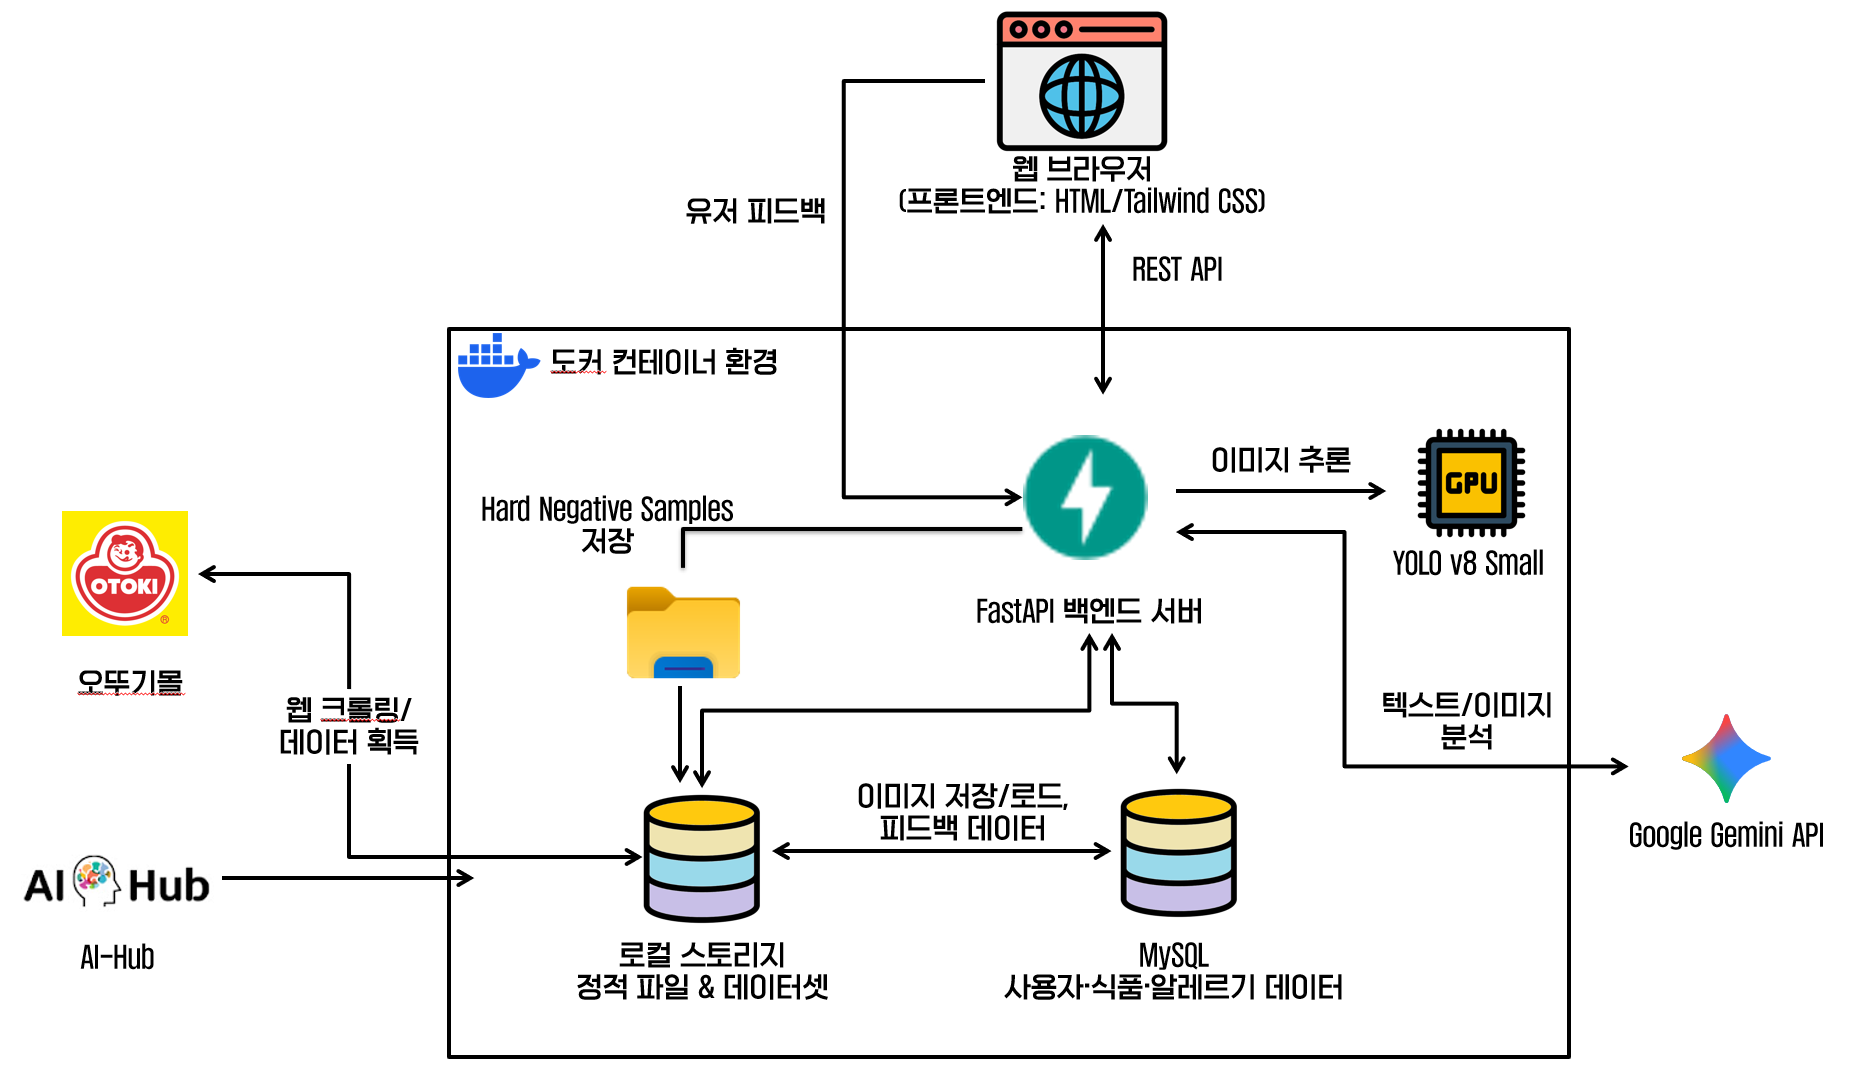 웹 브라우저
(프론트엔드: HTML/Tailwind CSS)
유저 피드백
REST API
도커 컨테이너 환경
이미지 추론
GPU
YOLO v8 Small
Hard Negative Samples
저장
FastAPI 백엔드 서버
OTOKI
®
오뚜기몰
웹 크롤링/
데이터 획득
텍스트/이미지
분석
Google Gemini API
이미지 저장/로드,
피드백 데이터
AI Hub
AI-Hub
로컬 스토리지
정적 파일 & 데이터셋
MySQL
사용자·식품·알레르기 데이터